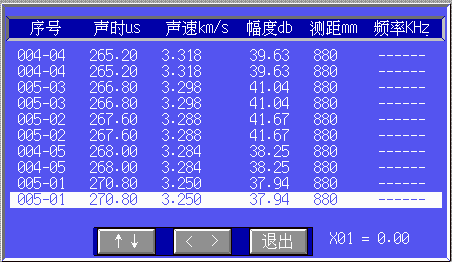 序号 声时us 声速km/s 幅度db 测距mm 频率KHz
004-04 265.20 3.318 39.63 880 ------
004-04 265.20 3.318 39.63 880 ------
005-03 266.80 3.298 41.04 880 ------
005-03 266.80 3.298 41.04 880 ------
005-02 267.60 3.288 41.67 880 ------
005-02 267.60 3.288 41.67 880 ------
004-05 268.00 3.284 38.25 880 ------
004-05 268.00 3.284 38.25 880 ------
005-01 270.80 3.250 37.94 880 ------
005-01 270.80 3.250 37.94 880 ------
↑↓ < > 退出 X01 = 0.00